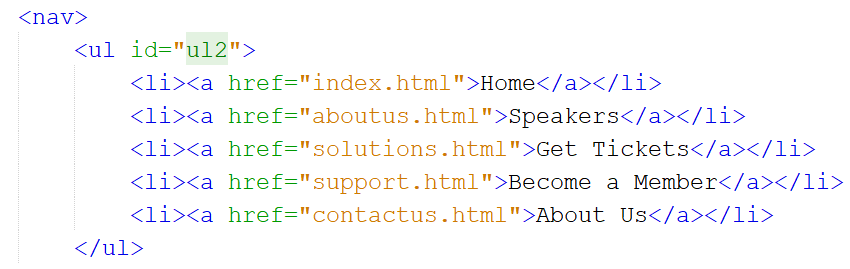 <nav>
<ul id="ul2">
<li><a href="index.html">Home</a></li>
<li><a href="aboutus.html">Speakers</a></li>
<li><a href="solutions.html">Get Tickets</a></li>
<li><a href="support.html">Become a Member</a></li>
<li><a href="contactus.html">About Us</a></li>
</ul>